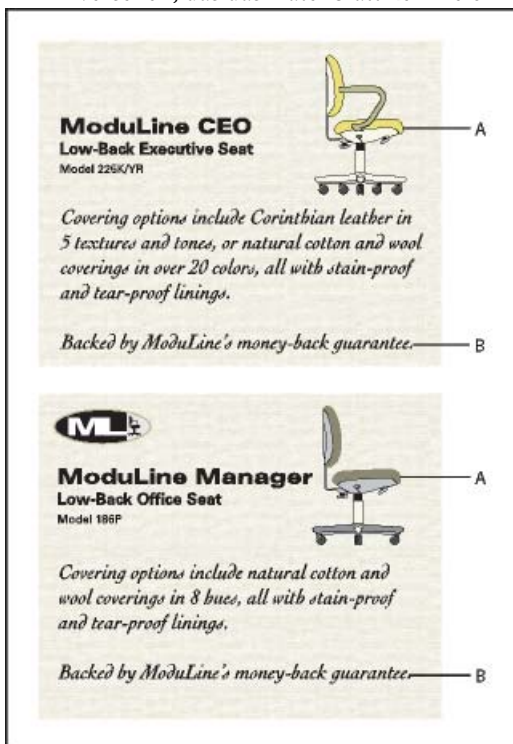 ModuLine CEO
Low-Back Executive Seat
Model 226K/YR
A
Covering options include Corinthian leather in
5 textures and tones, or natural cotton and wool
coverings in over 20 colors, all with stain-proof
and tear-proof linings.
Backed by ModuLine's money-back guarantee.
B
ML
ModuLine Manager
Low-Back Office Seat
Model 186P
A
Covering options include natural cotton and
wool coverings in 8 hues, all with stain-proof
and tear-proof linings.
Backed by ModuLine's money-back guarantee.
B